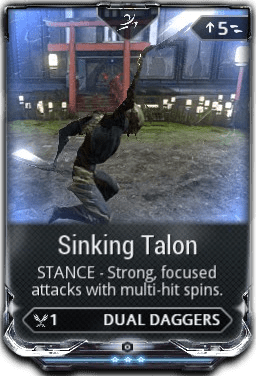 5
Sinking Talon
STANCE - Strong, focused
attacks with multi-hit spins.
1 DUAL DAGGERS